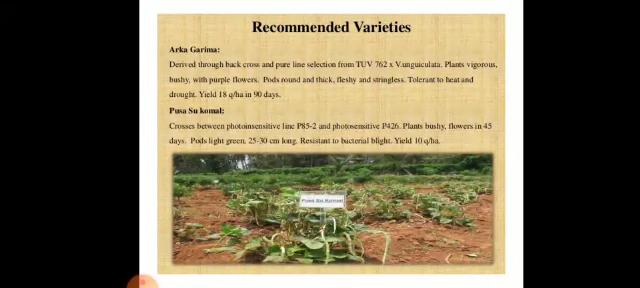 Recommended Varieties
Arka Garima:
Derived through back cross and pure line selection from TUV 762 x V.unguiculata. Plants vigorous,
bushy, with purple flowers. Pods round and thick, fleshy and stringless. Tolerant to heat and
drought. Yield 18 q/ha in 90 days.
Pusa Su komal:
Crosses between photoinsensitive line P85-2 and photosensitive P426. Plants bushy, flowers in 45
days. Pods light green, 25-30 cm long. Resistant to bacterial blight. Yield 10 q/ha.
Pusa Su Komal